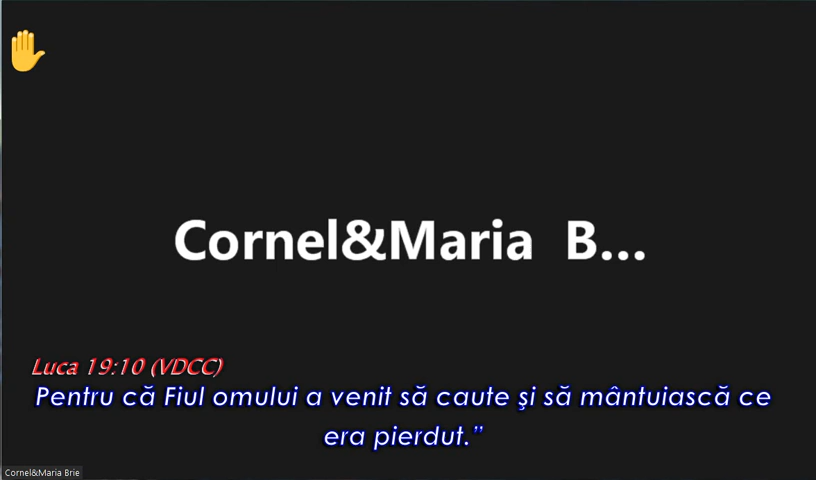 Cornel&Maria B...
Luca 19:10 (VDCC)
Pentru că Fiul omului a venit să caute şi să mântuiască ce
era pierdut.”
Cornel&Maria Brie